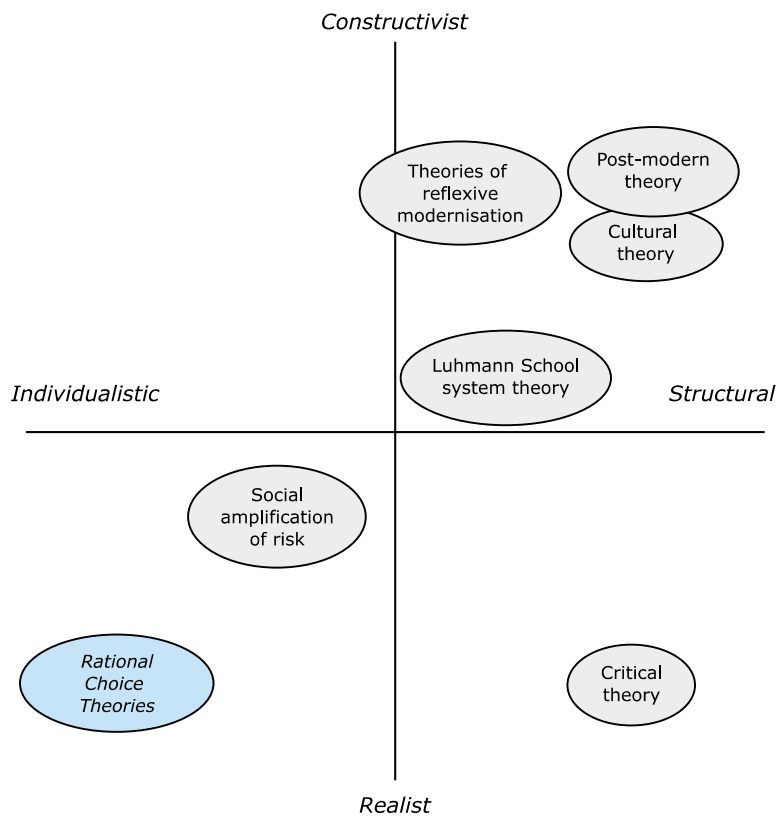 Constructivist
Theories of
reflexive
modernisation
Post-modern
theory
Cultural
theory
Luhmann School
system theory
Individualistic
Structural
Social
amplification
of risk
Rational
Choice
Theories
Critical
theory
Realist